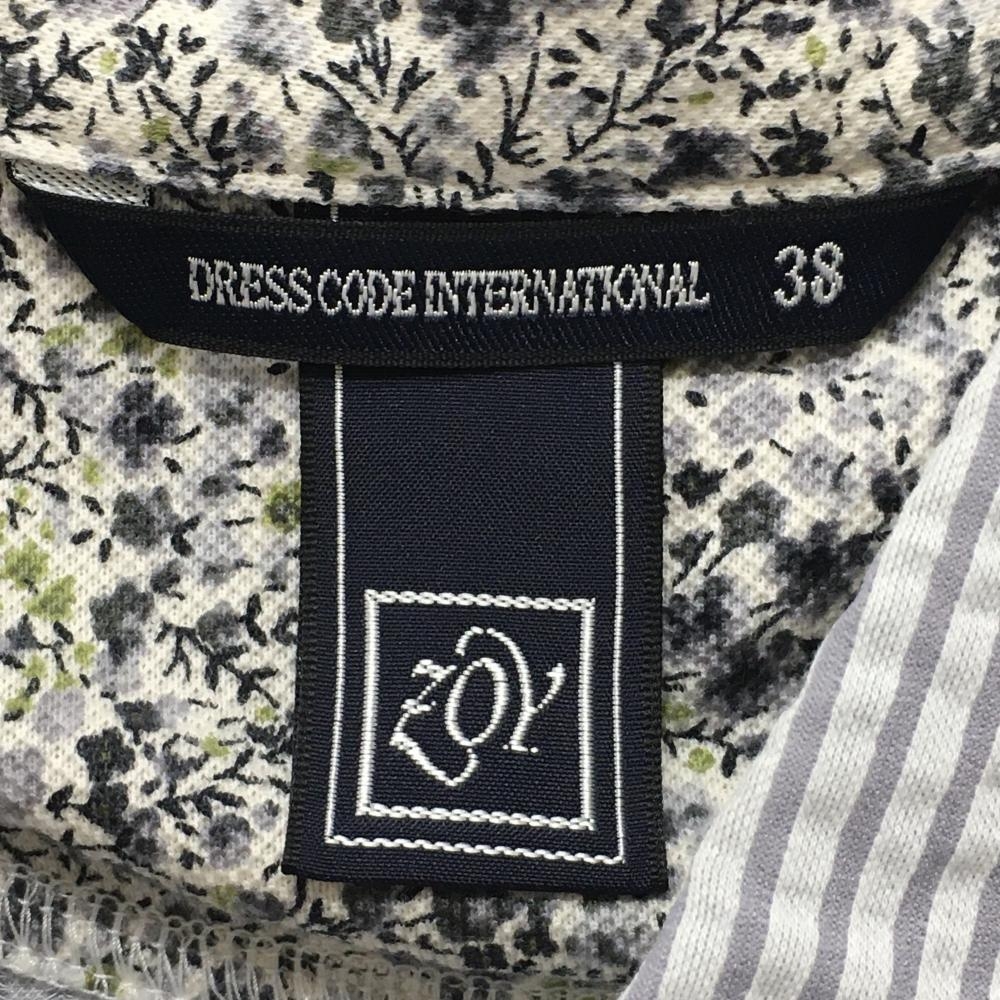 DRESS CODE INTERNATIONAL 38
ZOY